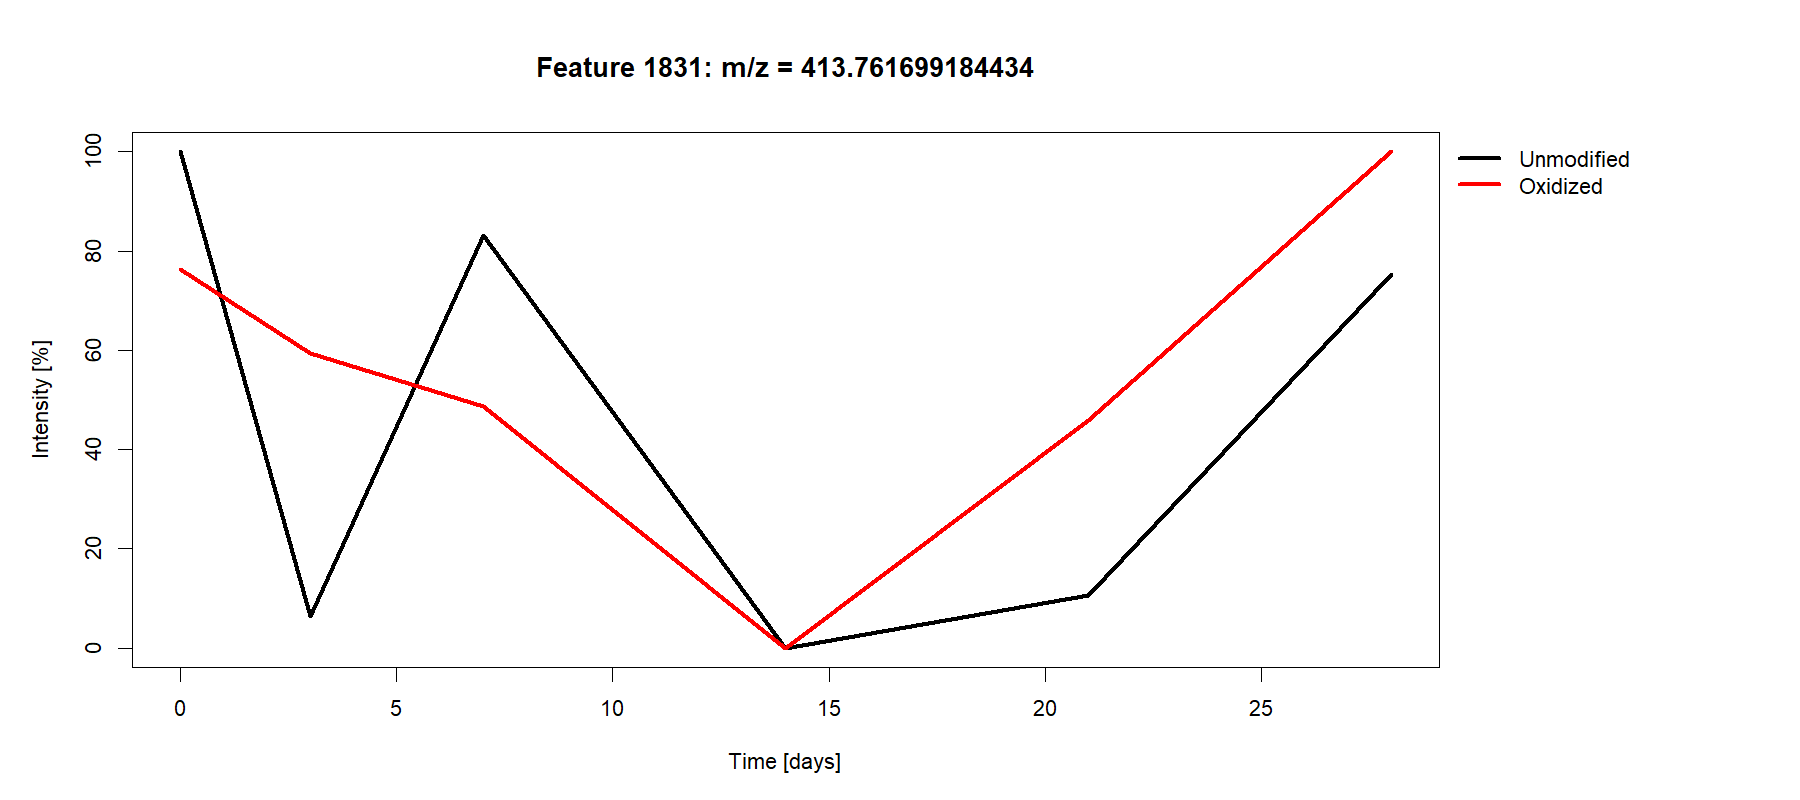 Feature 1831: m/z = 413.761699184434
Unmodified
Oxidized
100
80
60
40
20
0
Intensity [%]
0 5 10 15 20 25
Time [days]